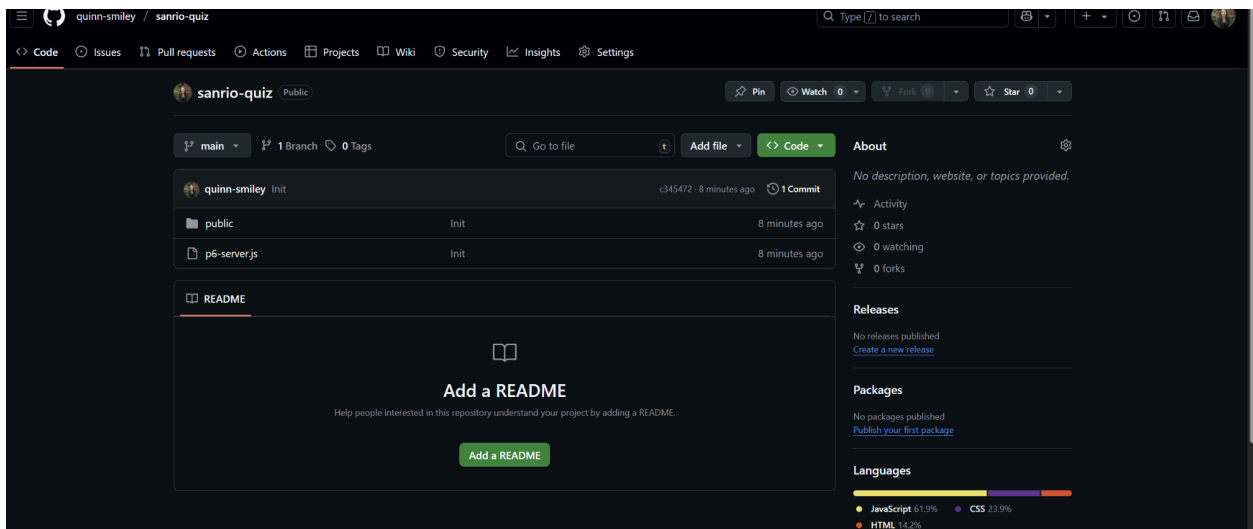 quinn-smiley / sanrio-quiz
Type / to search
Code Issues Pull requests Actions Projects Wiki Security Insights Settings
sanrio-quiz Public
Pin Watch 0 Fork 0 Star 0
main 1 Branch 0 Tags Go to file t Add file <> Code
quinn-smiley Init c345472 · 8 minutes ago 1 Commit
public Init 8 minutes ago
p6-server.js Init 8 minutes ago
README
Add a README
Help people interested in this repository understand your project by adding a README.
Add a README
About
No description, website, or topics provided.
Activity
0 stars
0 watching
0 forks
Releases
No releases published
Create a new release
Packages
No packages published
Publish your first package
Languages
JavaScript 61.9% CSS 23.9%
HTML 14.2%